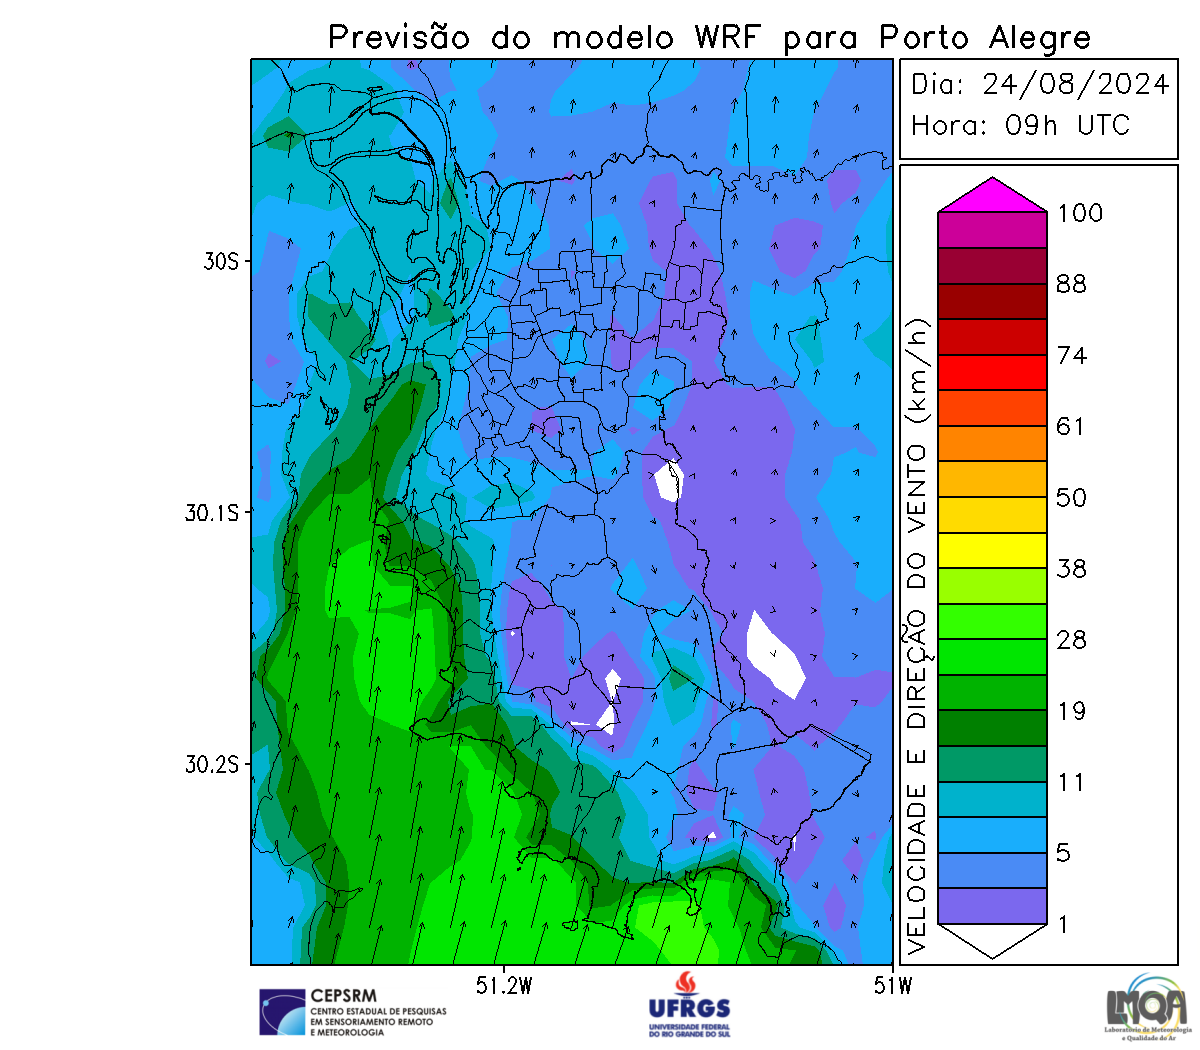 Previsão do modelo WRF para Porto Alegre
Dia: 24/08/2024
Hora: 09h UTC
30S
30.1S
30.2S
51.2W
51W
VELOCIDADE E DIREÇÃO DO VENTO (km/h)
100
88
74
61
50
38
28
19
11
5
1
CEPSRM
CENTRO ESTADUAL DE PESQUISAS
EM SENSORIAMENTO REMOTO
E METEOROLOGIA
UFRGS
UNIVERSIDADE FEDERAL
DO RIO GRANDE DO SUL
LMQA
Laboratório de Meteorologia
e Qualidade do Ar